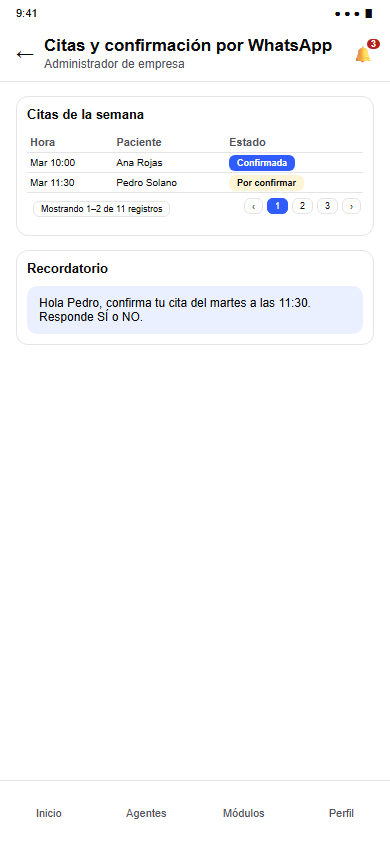 9:41
← Citas y confirmación por WhatsApp
Administrador de empresa
3
Citas de la semana
Hora Paciente Estado
Mar 10:00 Ana Rojas Confirmada
Mar 11:30 Pedro Solano Por confirmar
Mostrando 1–2 de 11 registros ‹ 1 2 3 ›
Recordatorio
Hola Pedro, confirma tu cita del martes a las 11:30.
Responde SÍ o NO.
Inicio Agentes Módulos Perfil